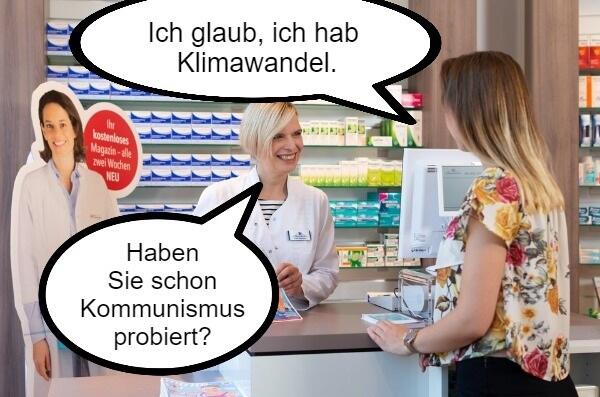 Ich glaub, ich hab
Klimawandel.
Ihr
kostenloses
Magazin - alle
zwei Wochen
NEU
Haben
Sie schon
Kommunismus
probiert?